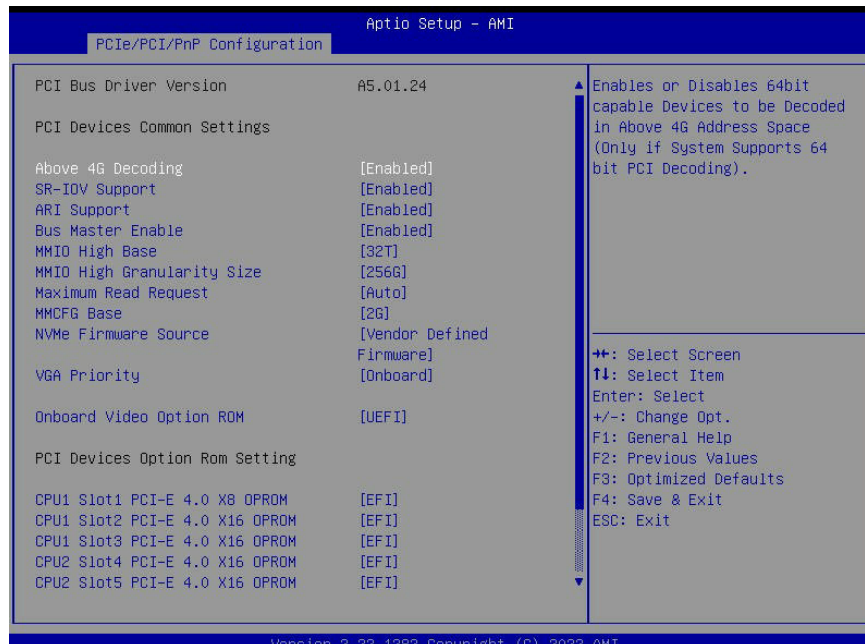 Aptio Setup – AMI
PCIe/PCI/PnP Configuration
PCI Bus Driver Version A5.01.24
PCI Devices Common Settings
Above 4G Decoding [Enabled]
SR-IOV Support [Enabled]
ARI Support [Enabled]
Bus Master Enable [Enabled]
MMIO High Base [32T]
MMIO High Granularity Size [256G]
Maximum Read Request [Auto]
MMCFG Base [2G]
NVMe Firmware Source [Vendor Defined
Firmware]
VGA Priority [Onboard]
Onboard Video Option ROM [UEFI]
PCI Devices Option Rom Setting
CPU1 Slot1 PCI-E 4.0 X8 OPROM [EFI]
CPU1 Slot2 PCI-E 4.0 X16 OPROM [EFI]
CPU1 Slot3 PCI-E 4.0 X16 OPROM [EFI]
CPU2 Slot4 PCI-E 4.0 X16 OPROM [EFI]
CPU2 Slot5 PCI-E 4.0 X16 OPROM [EFI]
Enables or Disables 64bit
capable Devices to be Decoded
in Above 4G Address Space
(Only if System Supports 64
bit PCI Decoding).
→←: Select Screen
↑↓: Select Item
Enter: Select
+/-: Change Opt.
F1: General Help
F2: Previous Values
F3: Optimized Defaults
F4: Save & Exit
ESC: Exit
Version Copyright (C) AMI